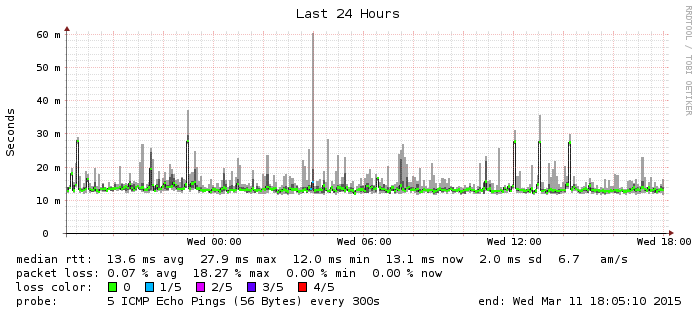 Last 24 Hours
RRDTOOL / TOBI OETIKER
Seconds
60 m
50 m
40 m
30 m
20 m
10 m
0
Wed 00:00 Wed 06:00 Wed 12:00 Wed 18:00
median rtt: 13.6 ms avg 27.9 ms max 12.0 ms min 13.1 ms now 2.0 ms sd 6.7 am/s
packet loss: 0.07 % avg 18.27 % max 0.00 % min 0.00 % now
loss color: 0 1/5 2/5 3/5 4/5
probe: 5 ICMP Echo Pings (56 Bytes) every 300s end: Wed Mar 11 18:05:10 2015